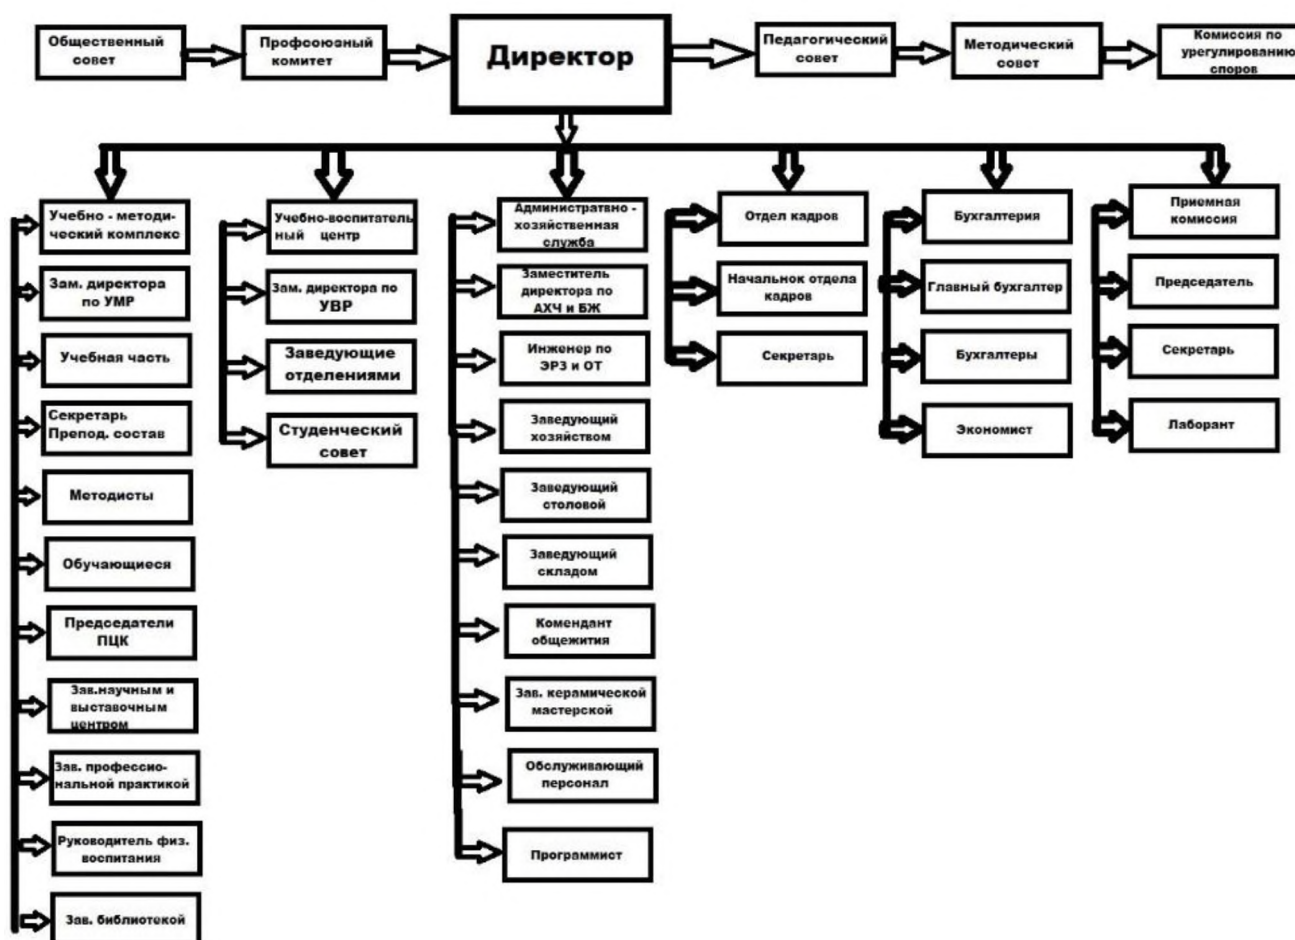 Общественный
совет
Профсоюзный
комитет
Директор
Педагогический
совет
Методический
совет
Комиссия по
урегулированию
споров
Учебно - методи-
ческий комплекс
Зам. директора
по УМР
Учебная часть
Секретарь
Препод. состав
Методисты
Обучающиеся
Председатели
ПЦК
Зав.научным и
выставочным
центром
Зав. профессио-
нальной практикой
Руководитель физ.
воспитания
Зав. библиотекой
Учебно-воспитатель
ный центр
Зам. директора по
УВР
Заведующие
отделениями
Студенческий
совет
Администратвно -
хозяйственная
служба
Заместитель
директора по
АХЧ и БЖ
Инженер по
ЭРЗ и ОТ
Заведующий
хозяйством
Заведующий
столовой
Заведующий
складом
Комендант
общежития
Зав. керамической
мастерской
Обслуживающий
персонал
Программист
Отдел кадров
Начальнок отдела
кадров
Секретарь
Бухгалтерия
Главный бухгалтер
Бухгалтеры
Экономист
Приемная
комиссия
Председатель
Секретарь
Лаборант